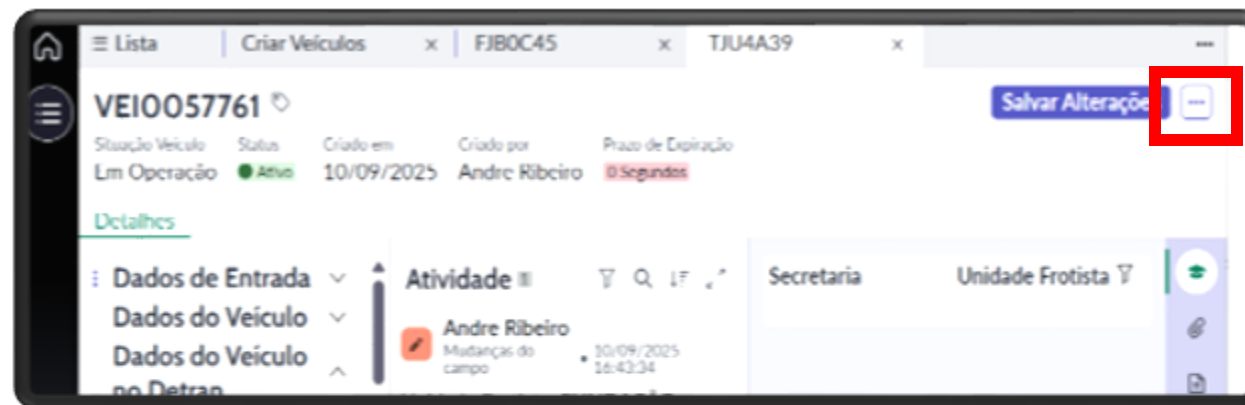 Lista Criar Veículos × FJB0C45 × TJU4A39 ×
VEI0057761
Salvar Alteraçõe
Situação Veículo Status Criado em Criado por Prazo de Expiração
Em Operação Ativo 10/09/2025 Andre Ribeiro 0 Segundos
Detalhes
Dados de Entrada
Dados do Veículo
Dados do Veículo
no Detran
Atividade
Andre Ribeiro
Mudanças do
campo
• 10/09/2025
16:43:34
Secretaria Unidade Frotista